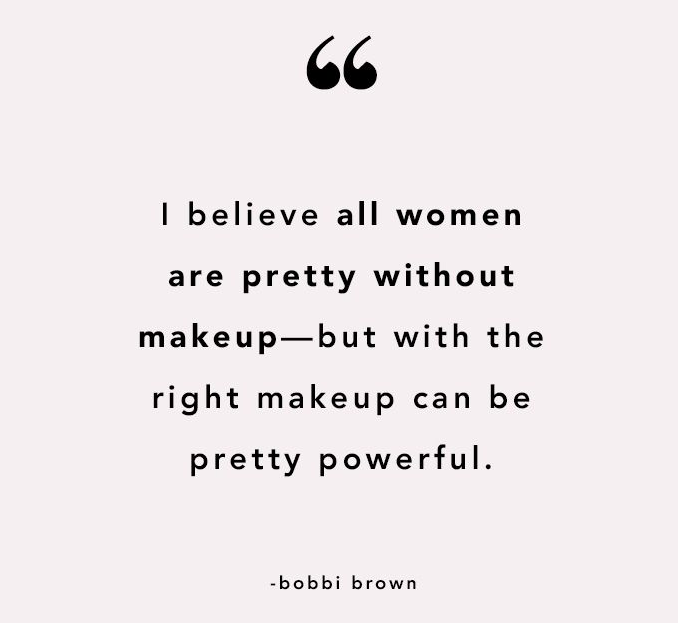 “
I believe all women
are pretty without
makeup—but with the
right makeup can be
pretty powerful.
-bobbi brown